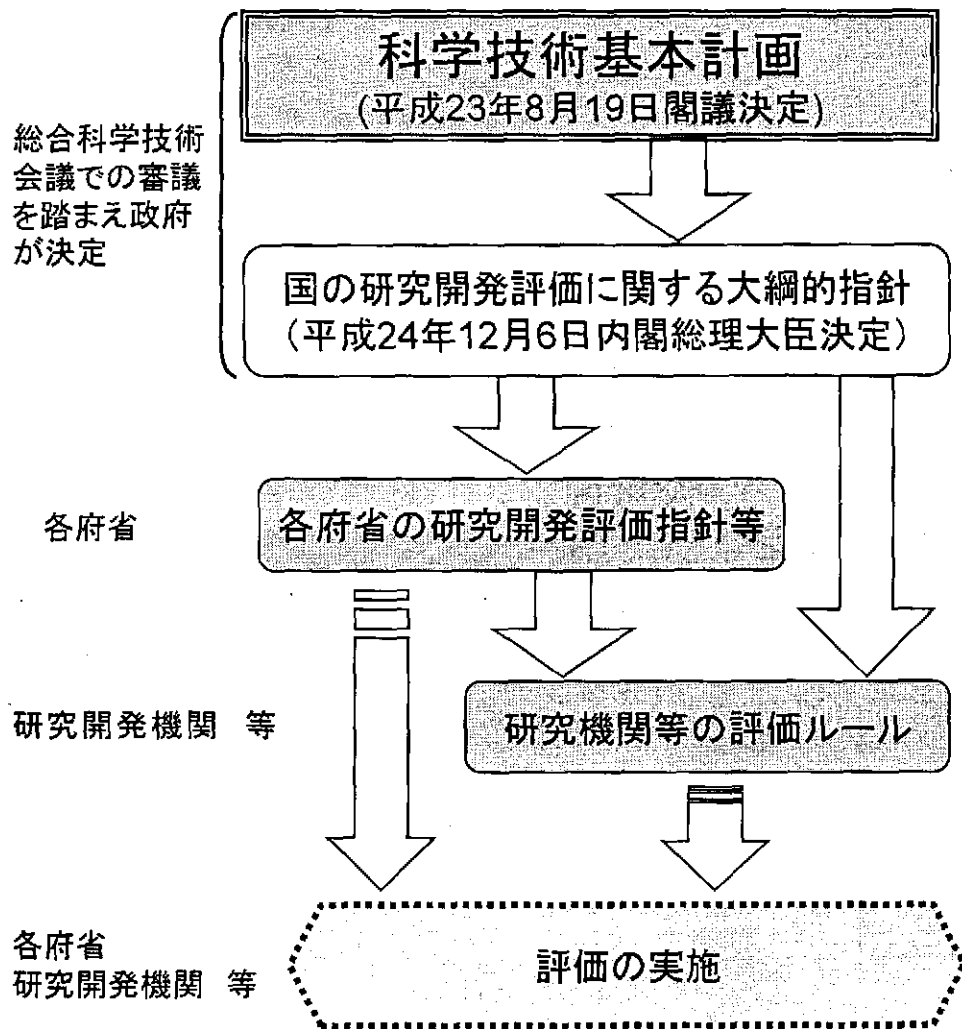 科学技術基本計画
(平成23年8月19日閣議決定)
総合科学技術
会議での審議
を踏まえ政府
が決定
国の研究開発評価に関する大綱的指針
（平成24年12月6日内閣総理大臣決定）
各府省
各府省の研究開発評価指針等
研究開発機関 等
研究機関等の評価ルール
各府省
研究開発機関 等
評価の実施